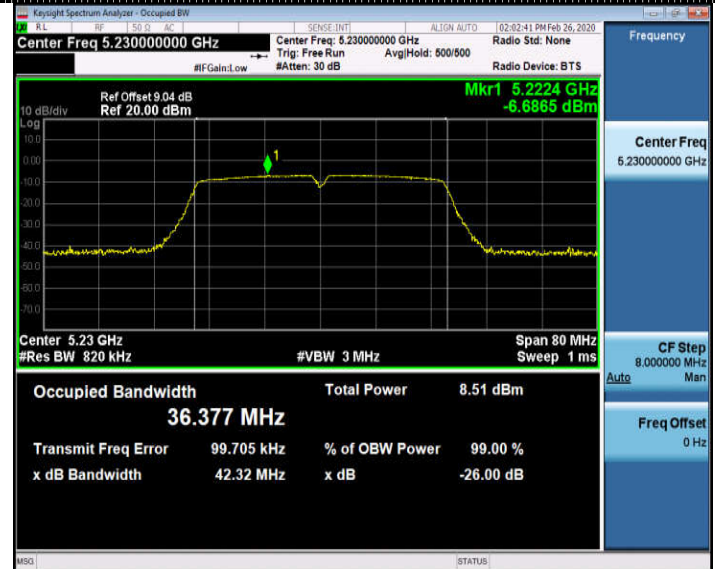 Keysight Spectrum Analyzer - Occupied BW
RL RF 50 Ω AC SENSE:INT ALIGN AUTO 02:02:41 PM Feb 26, 2020
Center Freq 5.230000000 GHz
Center Freq: 5.230000000 GHz
Radio Std: None
Trig: Free Run Avg|Hold: 500/500
#IFGain:Low
#Atten: 30 dB
Radio Device: BTS
Frequency
Ref Offset 9.04 dB
Mkr1 5.2224 GHz
10 dB/div Ref 20.00 dBm
-6.6865 dBm
Log
10.0
0.00
-10.0
-20.0
-30.0
-40.0
-50.0
-60.0
-70.0
1
Center 5.23 GHz
Span 80 MHz
#Res BW 820 kHz
#VBW 3 MHz
Sweep 1 ms
Occupied Bandwidth
Total Power 8.51 dBm
36.377 MHz
Transmit Freq Error 99.705 kHz
% of OBW Power 99.00 %
x dB Bandwidth 42.32 MHz
x dB -26.00 dB
Center Freq
5.230000000 GHz
CF Step
8.000000 MHz
Auto Man
Freq Offset
0 Hz
MSG STATUS